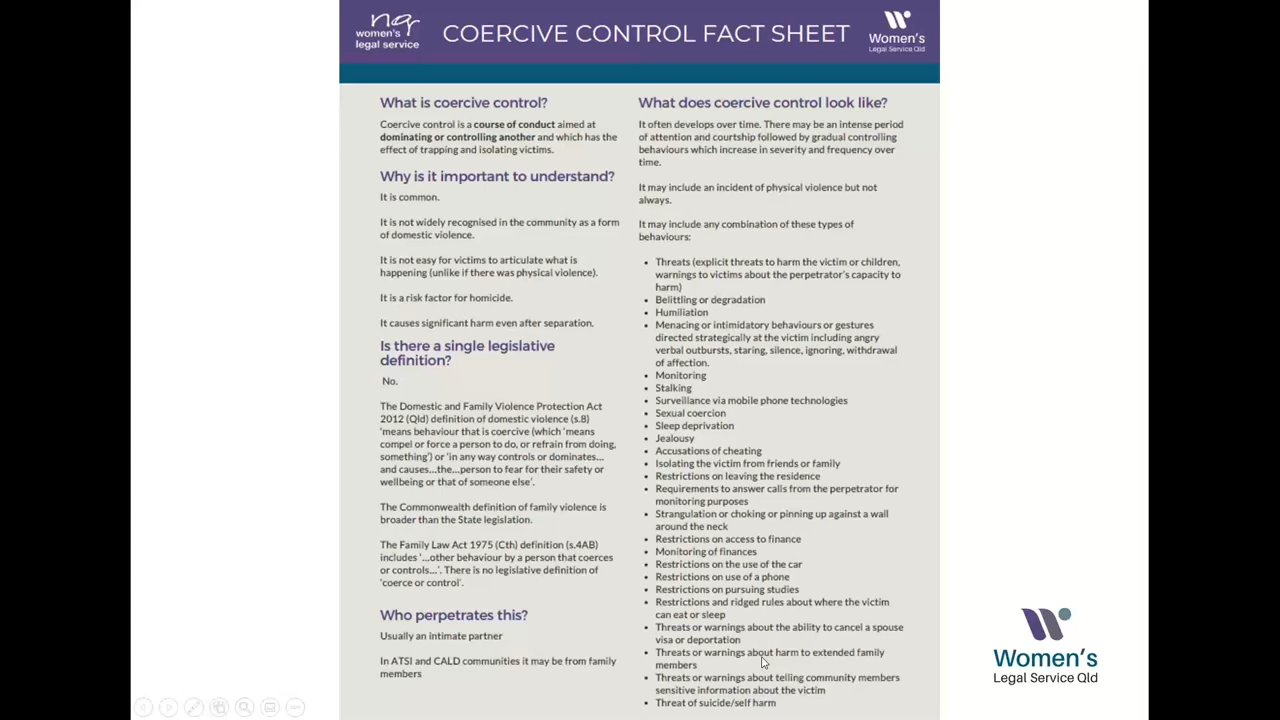 nqr
women's
legal service
COERCIVE CONTROL FACT SHEET
Women's
Legal Service Qld
What is coercive control?
Coercive control is a course of conduct aimed at
dominating or controlling another and which has the
effect of trapping and isolating victims.
Why is it important to understand?
It is common.
It is not widely recognised in the community as a form
of domestic violence.
It is not easy for victims to articulate what is
happening (unlike if there was physical violence).
It is a risk factor for homicide.
It causes significant harm even after separation.
Is there a single legislative
definition?
No.
The Domestic and Family Violence Protection Act
2012 (Qld) definition of domestic violence (s.8)
'means behaviour that is coercive (which 'means
compel or force a person to do, or refrain from doing,
something') or 'in any way controls or dominates...
and causes...the...person to fear for their safety or
wellbeing or that of someone else'.
The Commonwealth definition of family violence is
broader than the State legislation.
The Family Law Act 1975 (Cth) definition (s.4AB)
includes '...other behaviour by a person that coerces
or controls...'. There is no legislative definition of
'coerce or control'.
Who perpetrates this?
Usually an intimate partner
In ATSI and CALD communities it may be from family
members
What does coercive control look like?
It often develops over time. There may be an intense period
of attention and courtship followed by gradual controlling
behaviours which increase in severity and frequency over
time.
It may include an incident of physical violence but not
always.
It may include any combination of these types of
behaviours:
• Threats (explicit threats to harm the victim or children,
warnings to victims about the perpetrator's capacity to
harm)
• Belittling or degradation
• Humiliation
• Menacing or intimidatory behaviours or gestures
directed strategically at the victim including angry
verbal outbursts, staring, silence, ignoring, withdrawal
of affection.
• Monitoring
• Stalking
• Surveillance via mobile phone technologies
• Sexual coercion
• Sleep deprivation
• Jealousy
• Accusations of cheating
• Isolating the victim from friends or family
• Restrictions on leaving the residence
• Requirements to answer calls from the perpetrator for
monitoring purposes
• Strangulation or choking or pinning up against a wall
around the neck
• Restrictions on access to finance
• Monitoring of finances
• Restrictions on the use of the car
• Restrictions on use of a phone
• Restrictions on pursuing studies
• Restrictions and ridged rules about where the victim
can eat or sleep
• Threats or warnings about the ability to cancel a spouse
visa or deportation
• Threats or warnings about harm to extended family
members
• Threats or warnings about telling community members
sensitive information about the victim
• Threat of suicide/self harm
Women's
Legal Service Qld